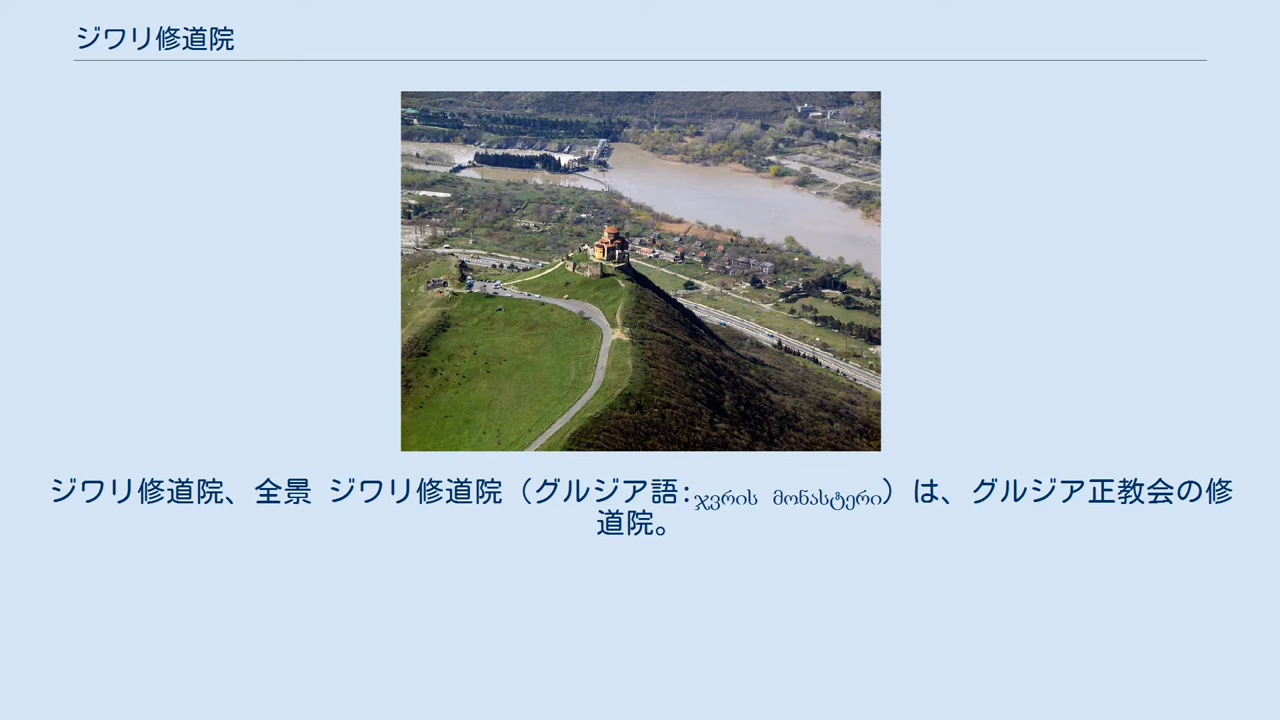 ジワリ修道院
ジワリ修道院、全景 ジワリ修道院（グルジア語:ჯვრის მონასტერი）は、グルジア正教会の修
道院。